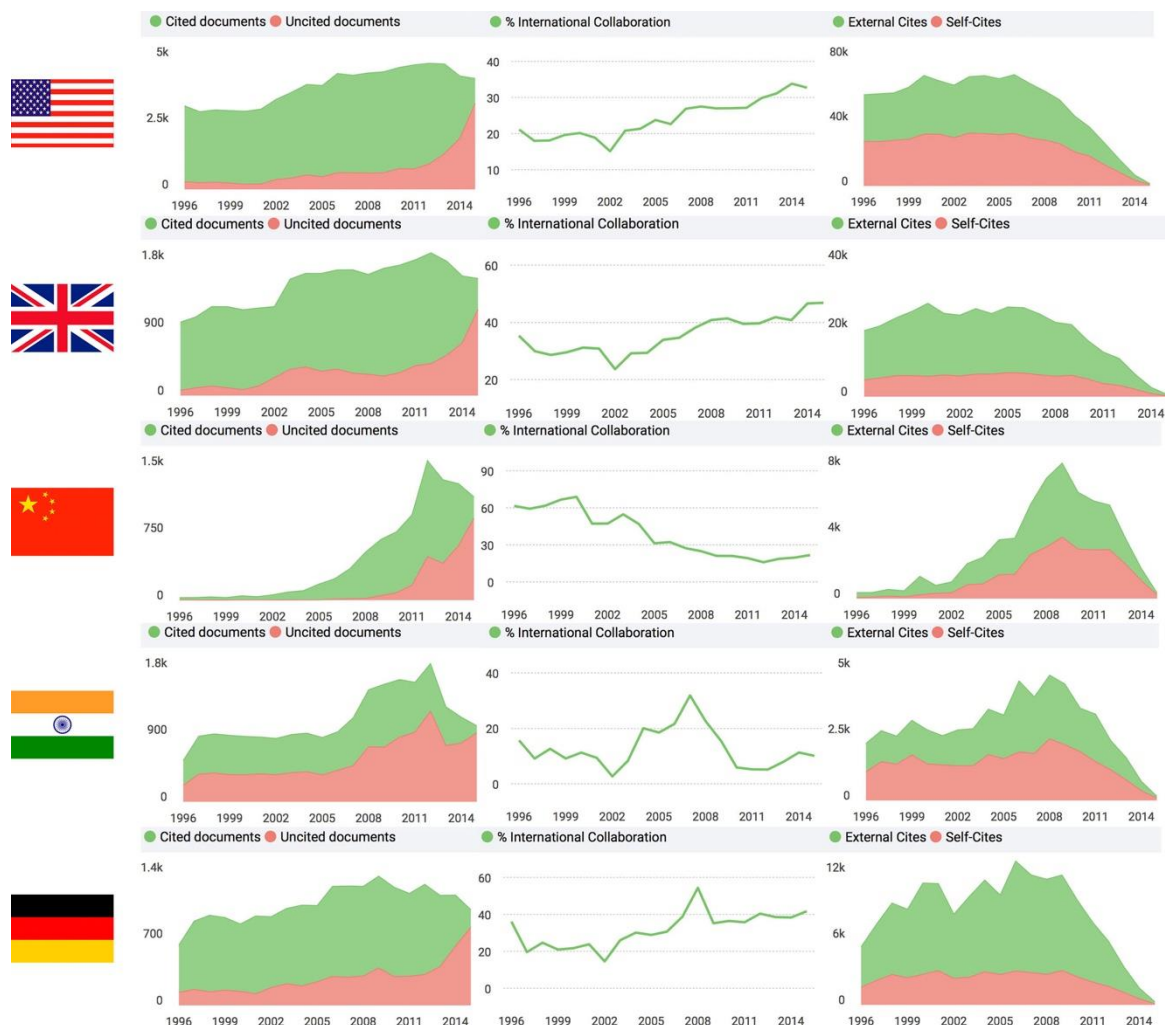 Cited documents Uncited documents % International Collaboration External Cites Self-Cites
5k 40 80k
30
2.5k 20 40k
10
0 0
1996 1999 2002 2005 2008 2011 2014 1996 1999 2002 2005 2008 2011 2014 1996 1999 2002 2005 2008 2011 2014
Cited documents Uncited documents % International Collaboration External Cites Self-Cites
1.8k 60 40k
900 40 20k
20
0 0
1996 1999 2002 2005 2008 2011 2014 1996 1999 2002 2005 2008 2011 2014 1996 1999 2002 2005 2008 2011 2014
Cited documents Uncited documents % International Collaboration External Cites Self-Cites
1.5k 90 8k
60
750 4k
30
0 0 0
1996 1999 2002 2005 2008 2011 2014 1996 1999 2002 2005 2008 2011 2014 1996 1999 2002 2005 2008 2011 2014
Cited documents Uncited documents % International Collaboration External Cites Self-Cites
1.8k 40 5k
900 20 2.5k
0 0 0
1996 1999 2002 2005 2008 2011 2014 1996 1999 2002 2005 2008 2011 2014 1996 1999 2002 2005 2008 2011 2014
Cited documents Uncited documents % International Collaboration External Cites Self-Cites
1.4k 60 12k
40
700 6k
20
0 0 0
1996 1999 2002 2005 2008 2011 2014 1996 1999 2002 2005 2008 2011 2014 1996 1999 2002 2005 2008 2011 2014